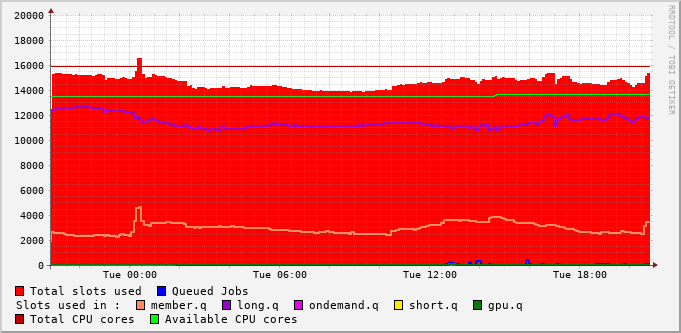 20000
18000
16000
14000
12000
10000
8000
6000
4000
2000
0
Tue 00:00 Tue 06:00 Tue 12:00 Tue 18:00
RRDTOOL / TOBI OETIKER
Total slots used Queued Jobs
Slots used in : member.q long.q ondemand.q short.q gpu.q
Total CPU cores Available CPU cores